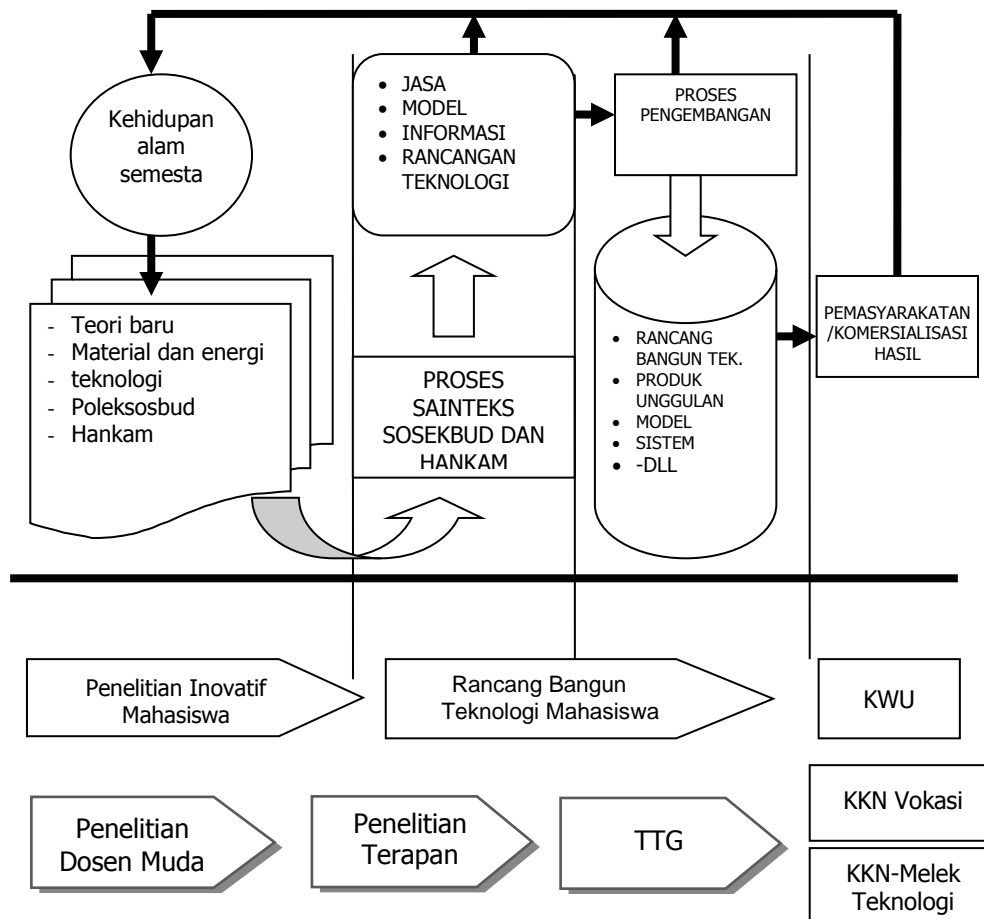 Kehidupan
alam
semesta
- Teori baru
- Material dan energi
- teknologi
- Poleksosbud
- Hankam
• JASA
• MODEL
• INFORMASI
• RANCANGAN
TEKNOLOGI
PROSES
SAINTEKS
SOSEKBUD DAN
HANKAM
PROSES
PENGEMBANGAN
• RANCANG
BANGUN TEK.
• PRODUK
UNGGULAN
• MODEL
• SISTEM
• -DLL
PEMASYARAKATAN
/KOMERSIALISASI
HASIL
Penelitian Inovatif
Mahasiswa
Rancang Bangun
Teknologi Mahasiswa
KWU
Penelitian
Dosen Muda
Penelitian
Terapan
TTG
KKN Vokasi
KKN-Melek
Teknologi